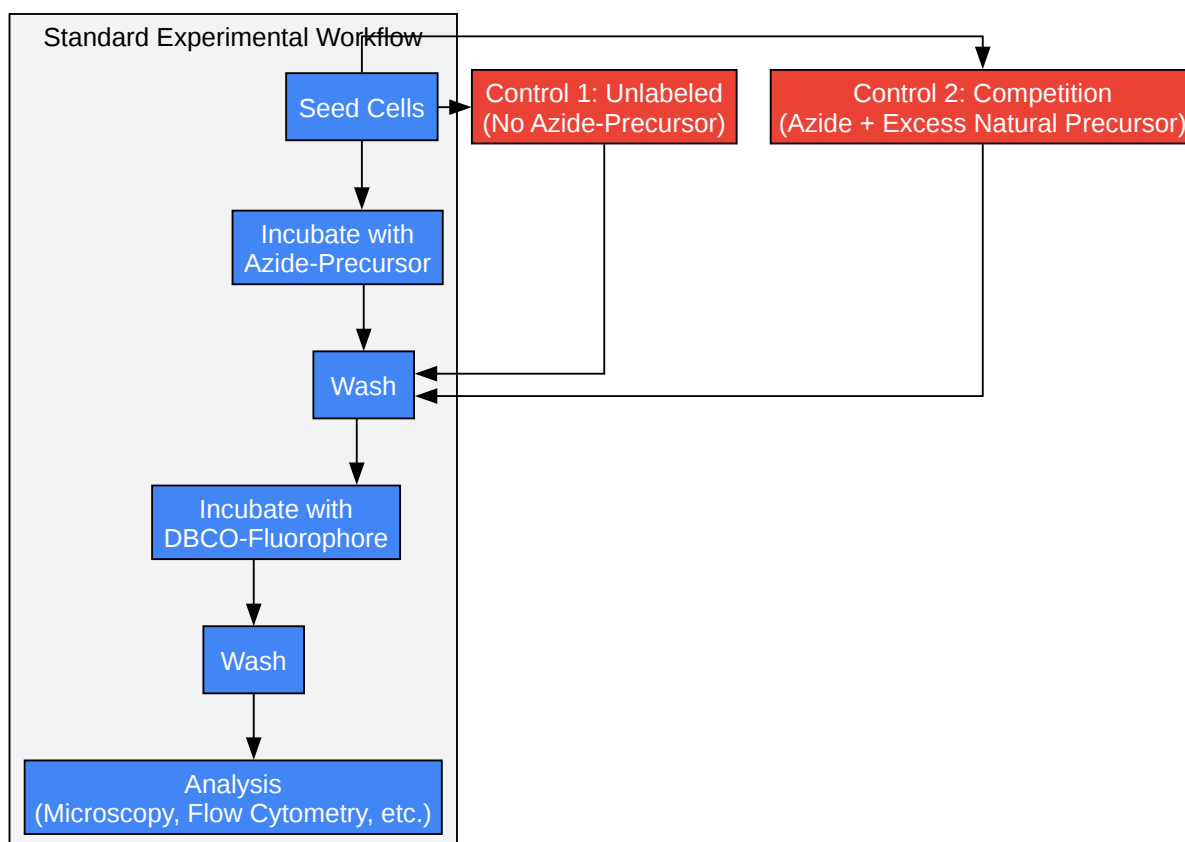 Standard Experimental Workflow
Seed Cells
Control 1: Unlabeled
(No Azide-Precursor)
Control 2: Competition
(Azide + Excess Natural Precursor)
Incubate with
Azide-Precursor
Wash
Incubate with
DBCO-Fluorophore
Wash
Analysis
(Microscopy, Flow Cytometry, etc.)